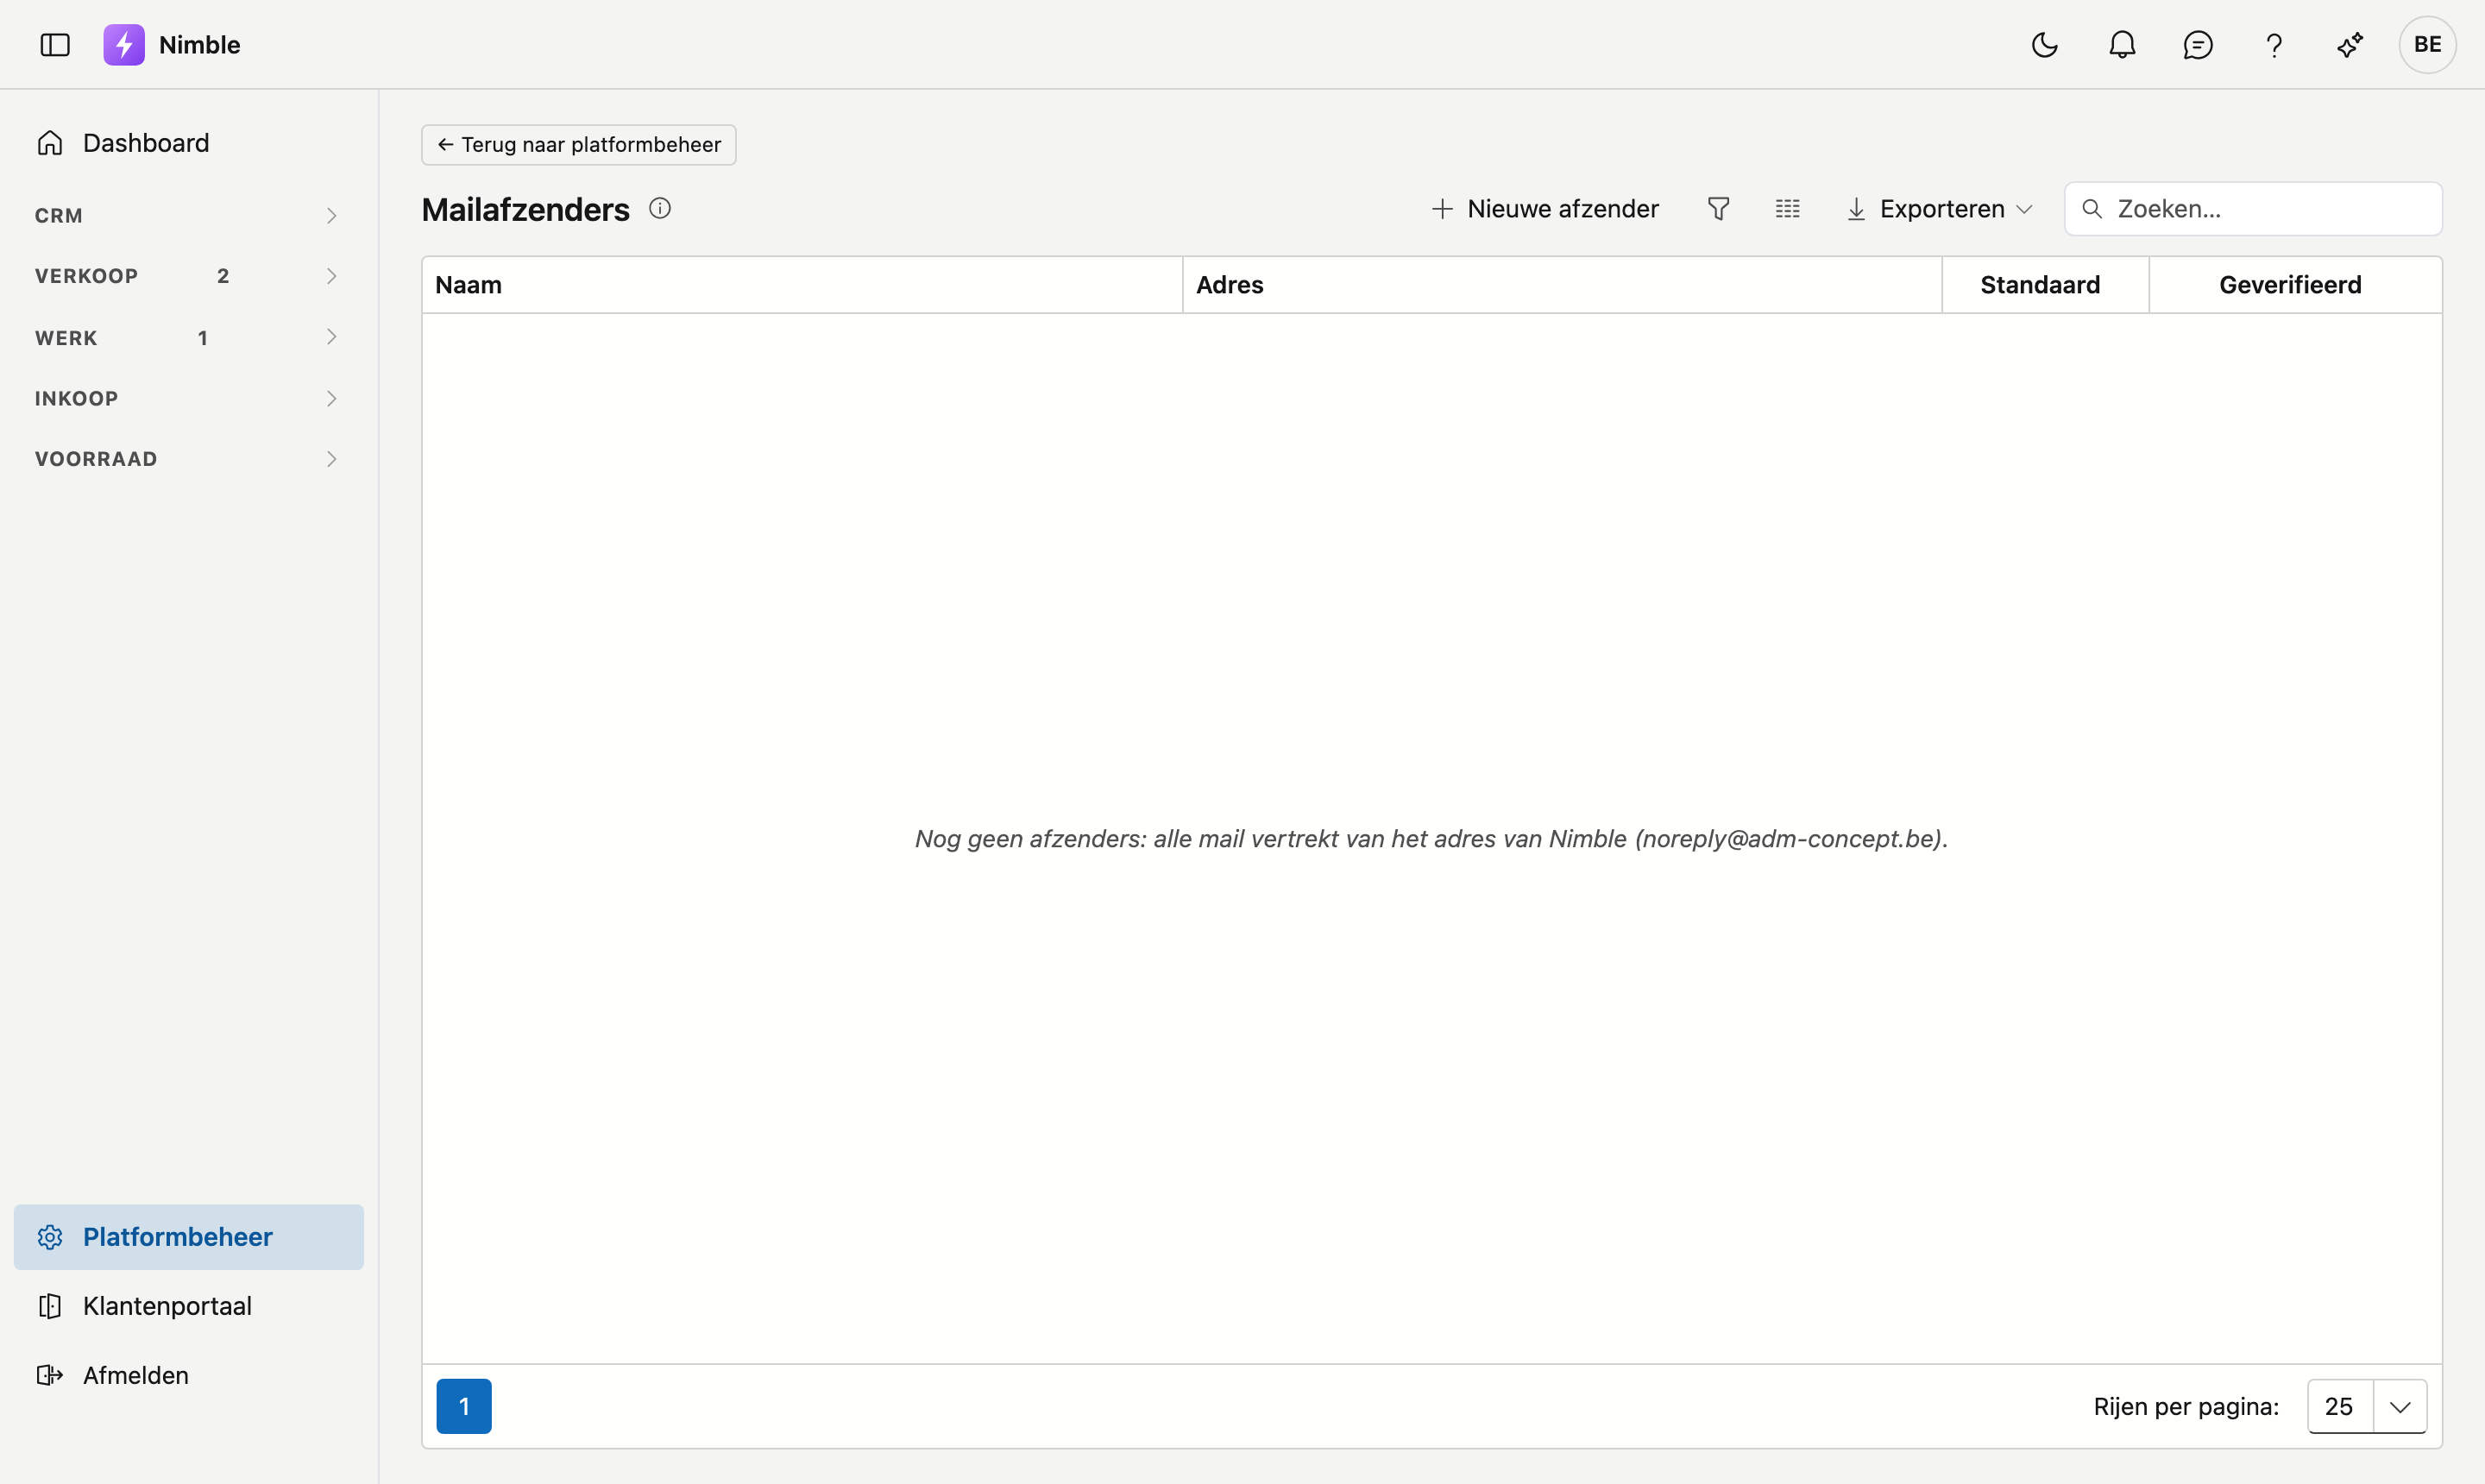 Nimble
BE
Dashboard
CRM
VERKOOP 2
WERK 1
INKOOP
VOORRAAD
Platformbeheer
Klantenportaal
Afmelden
← Terug naar platformbeheer
Mailafzenders
Nieuwe afzender
Exporteren
Zoeken...
Naam Adres Standaard Geverifieerd
Nog geen afzenders: alle mail vertrekt van het adres van Nimble (noreply@adm-concept.be).
1
Rijen per pagina: 25